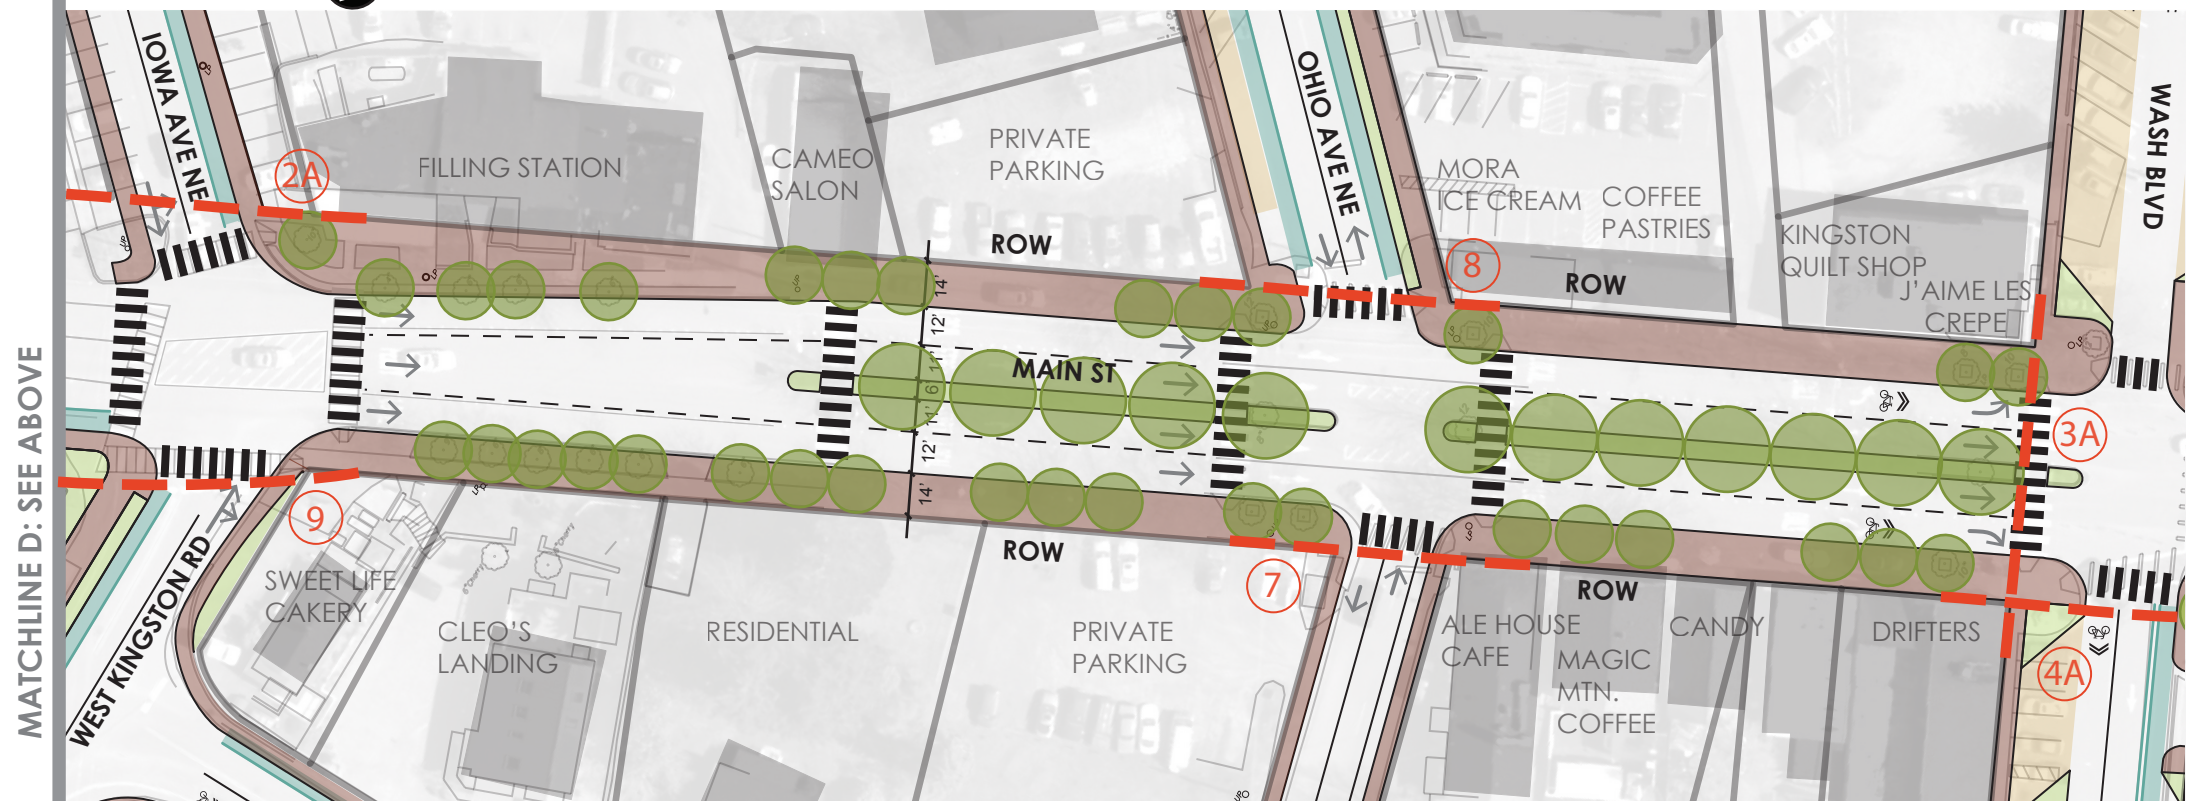 MATCHLINE D: SEE ABOVE
IOWA AVE NE
OHIO AVE NE
WASH BLVD
2A
FILLING STATION
CAMEO
SALON
PRIVATE
PARKING
ROW
MORA
ICE CREAM
COFFEE
PASTRIES
8
ROW
KINGSTON
QUILT SHOP
J'AIME LES
CREPE
14'
12'
11'
6'
11'
12'
14'
MAIN ST
3A
9
WEST KINGSTON RD
SWEET LIFE
CAKERY
CLEO'S
LANDING
RESIDENTIAL
ROW
PRIVATE
PARKING
7
ALE HOUSE
CAFE
ROW
MAGIC
MTN.
COFFEE
CANDY
DRIFTERS
4A